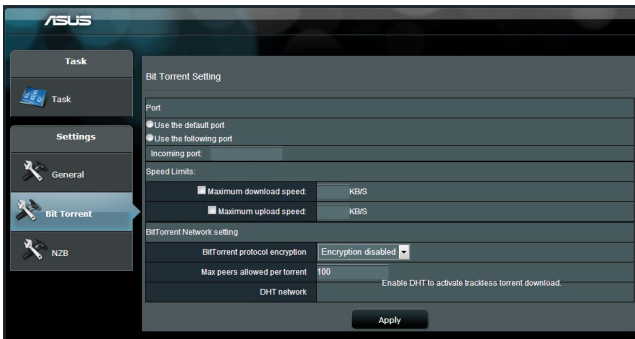 ASUS
Task
Task
Settings
General
Bit Torrent
NZB
Bit Torrent Setting
Port
Use the default port
Use the following port
Incoming port:
Speed Limits:
Maximum download speed: KB/S
Maximum upload speed: KB/S
BitTorrent Network setting
BitTorrent protocol encryption Encryption disabled
Max peers allowed per torrent 100
DHT network Enable DHT to activate trackless torrent download.
Apply